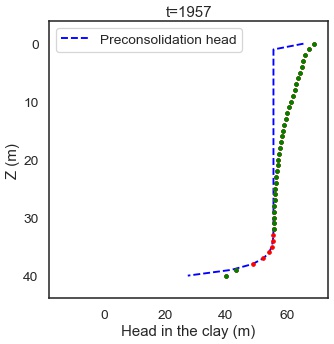 t=1957
Preconsolidation head
0
10
20
30
40
Z (m)
0 20 40 60
Head in the clay (m)